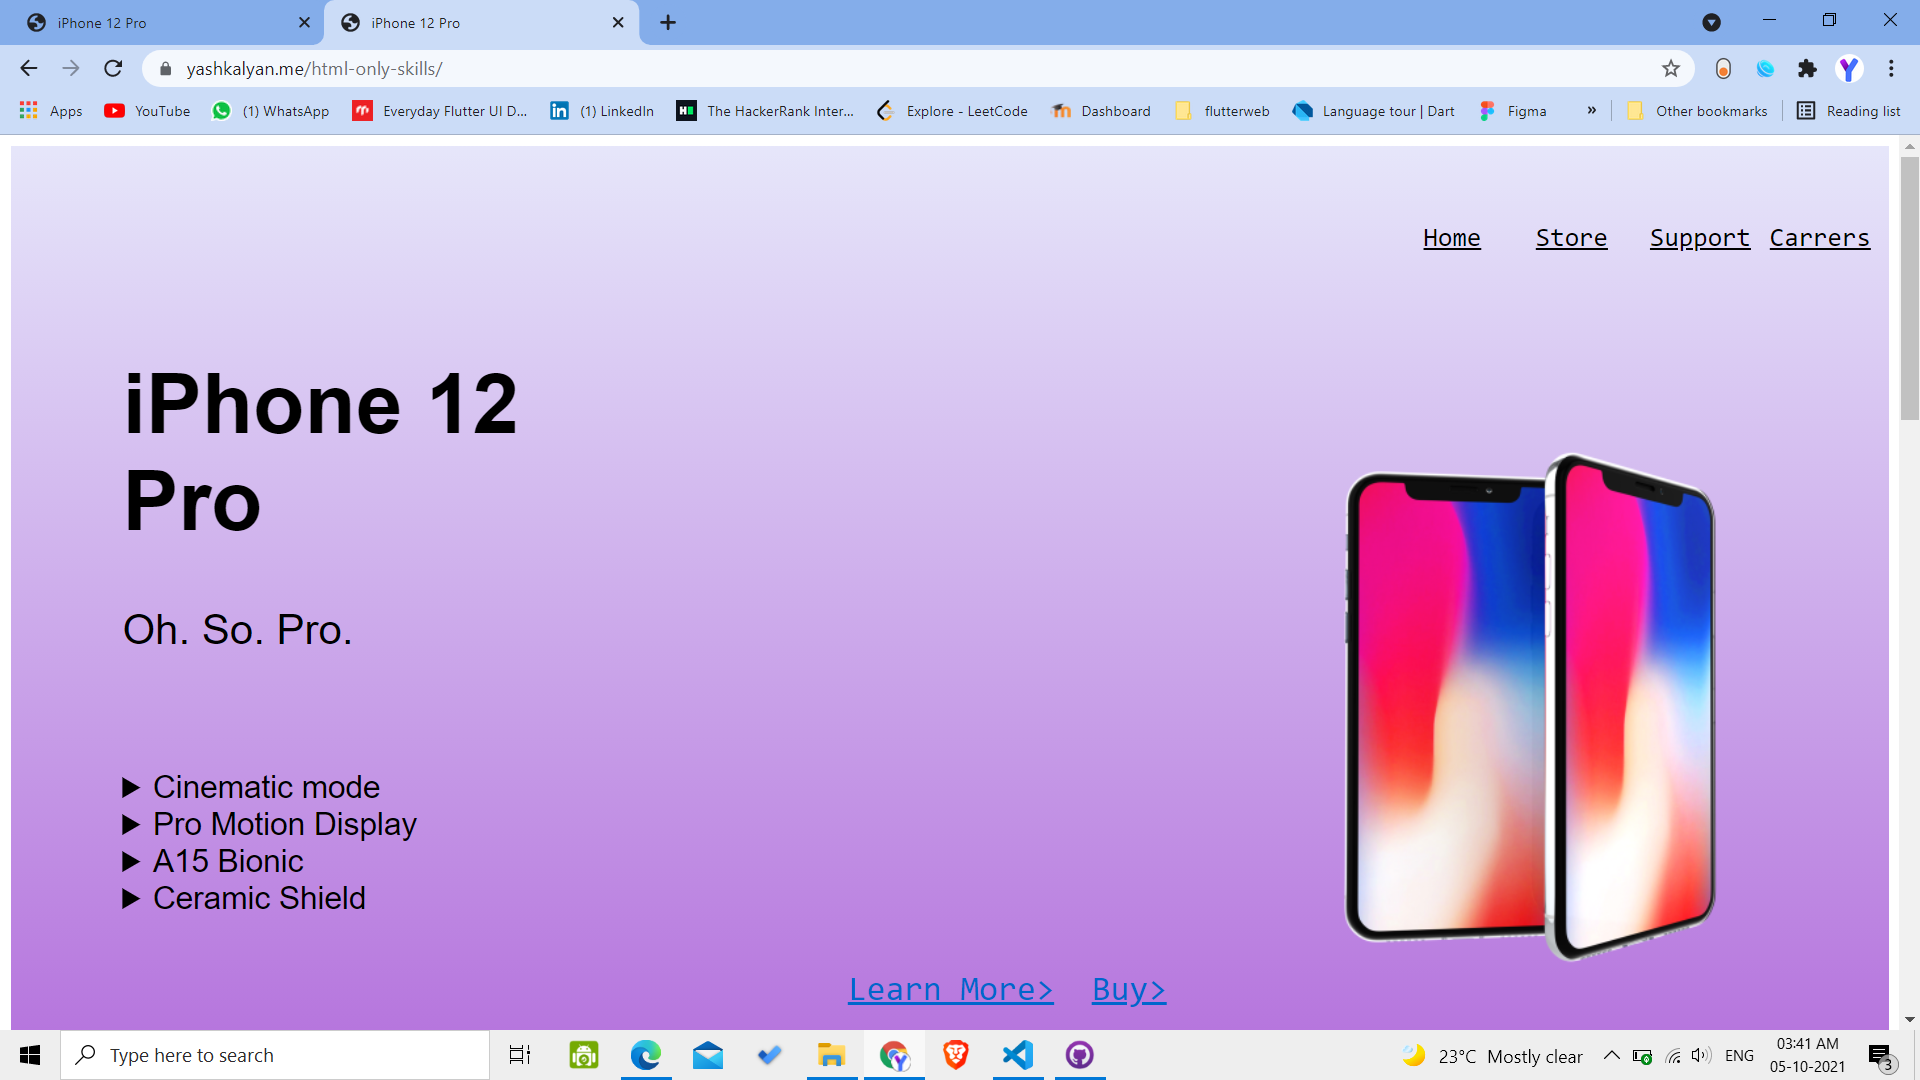 iPhone 12 Pro
iPhone 12 Pro
yashkalyan.me/html-only-skills/
Apps
YouTube
(1) WhatsApp
Everyday Flutter UI D...
(1) LinkedIn
The HackerRank Inter...
Explore - LeetCode
Dashboard
flutterweb
Language tour | Dart
Figma
»
Other bookmarks
Reading list
Home
Store
Support
Carrers
iPhone 12
Pro
Oh. So. Pro.
Cinematic mode
Pro Motion Display
A15 Bionic
Ceramic Shield
Learn More>
Buy>
Type here to search
23°C Mostly clear
ENG
03:41 AM
05-10-2021
3